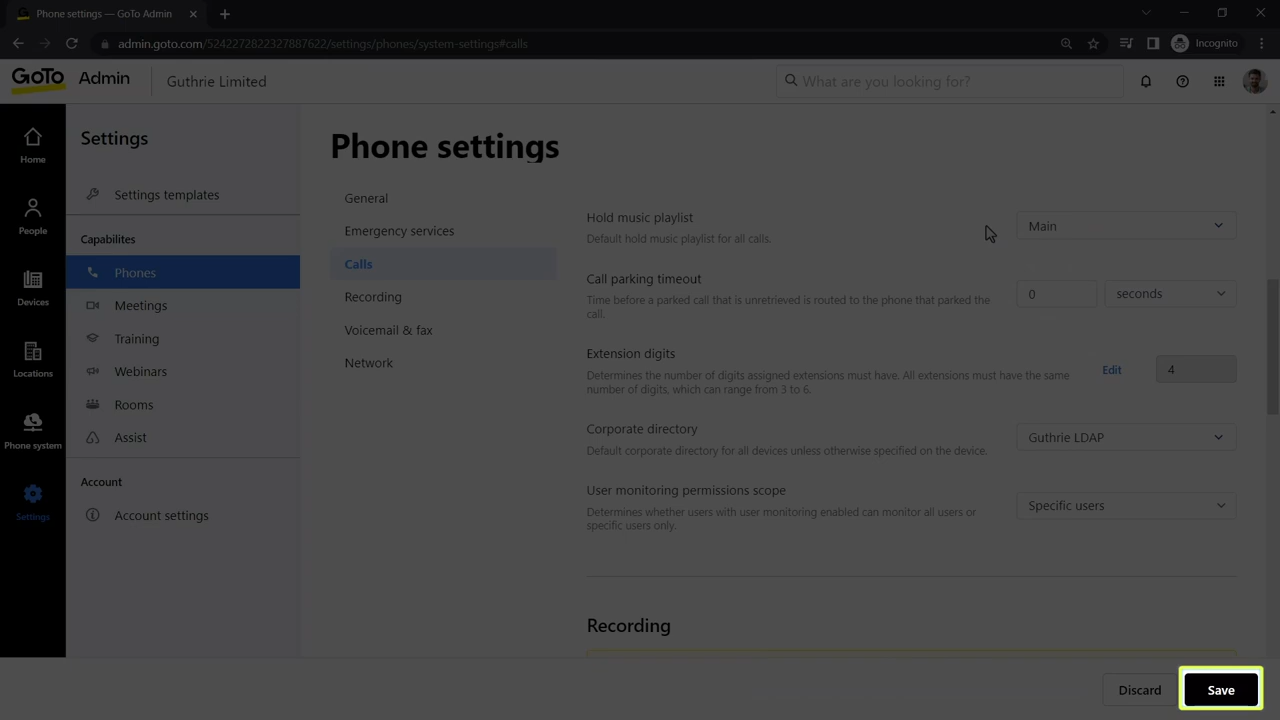 Phone settings — GoTo Admin
admin.goto.com/5242272822327887622/settings/phones/system-settings#calls
Incognito
GoTo Admin
Guthrie Limited
What are you looking for?
Home
People
Devices
Locations
Phone system
Settings
Settings
Settings templates
Capabilites
Phones
Meetings
Training
Webinars
Rooms
Assist
Account
Account settings
Phone settings
General
Emergency services
Calls
Recording
Voicemail & fax
Network
Hold music playlist
Default hold music playlist for all calls.
Main
Call parking timeout
Time before a parked call that is unretrieved is routed to the phone that parked the
call.
0
seconds
Extension digits
Determines the number of digits assigned extensions must have. All extensions must have the same
number of digits, which can range from 3 to 6.
Edit
4
Corporate directory
Default corporate directory for all devices unless otherwise specified on the device.
Guthrie LDAP
User monitoring permissions scope
Determines whether users with user monitoring enabled can monitor all users or
specific users only.
Specific users
Recording
Discard
Save